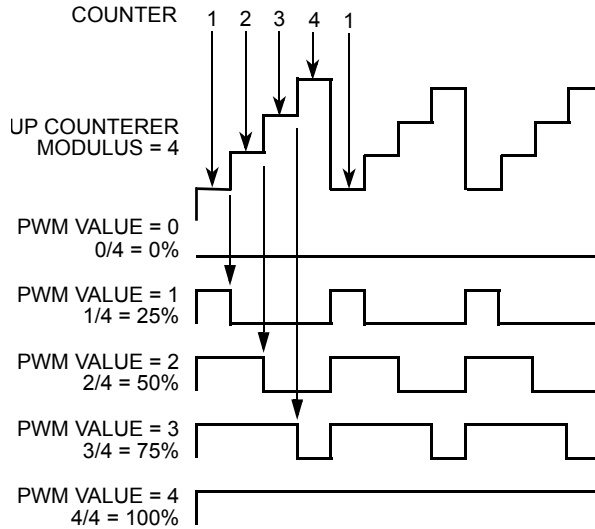 COUNTER 1 2 3 4 1
UP COUNTERER
MODULUS = 4
PWM VALUE = 0
0/4 = 0%
PWM VALUE = 1
1/4 = 25%
PWM VALUE = 2
2/4 = 50%
PWM VALUE = 3
3/4 = 75%
PWM VALUE = 4
4/4 = 100%